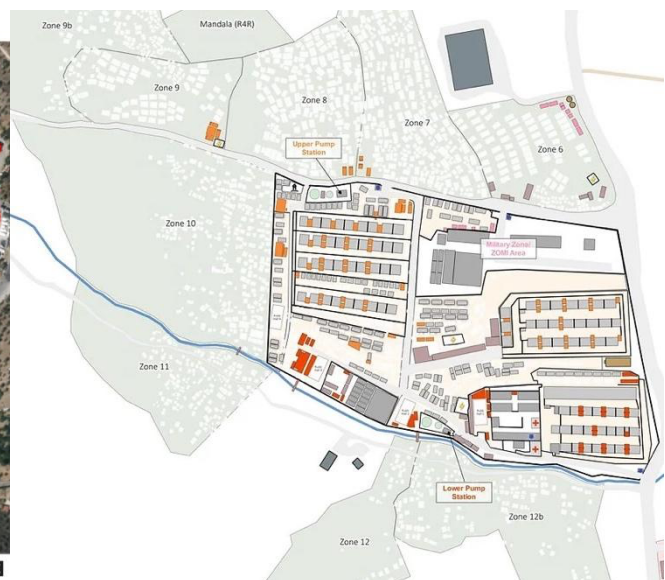 Zone 9b
Mandala (R4R)
Zone 9
Zone 8
Zone 7
Zone 6
Upper Pump
Station
Zone 10
Military Zone/
ZOMI Area
Zone 11
Lower Pump
Station
Zone 12b
Zone 12